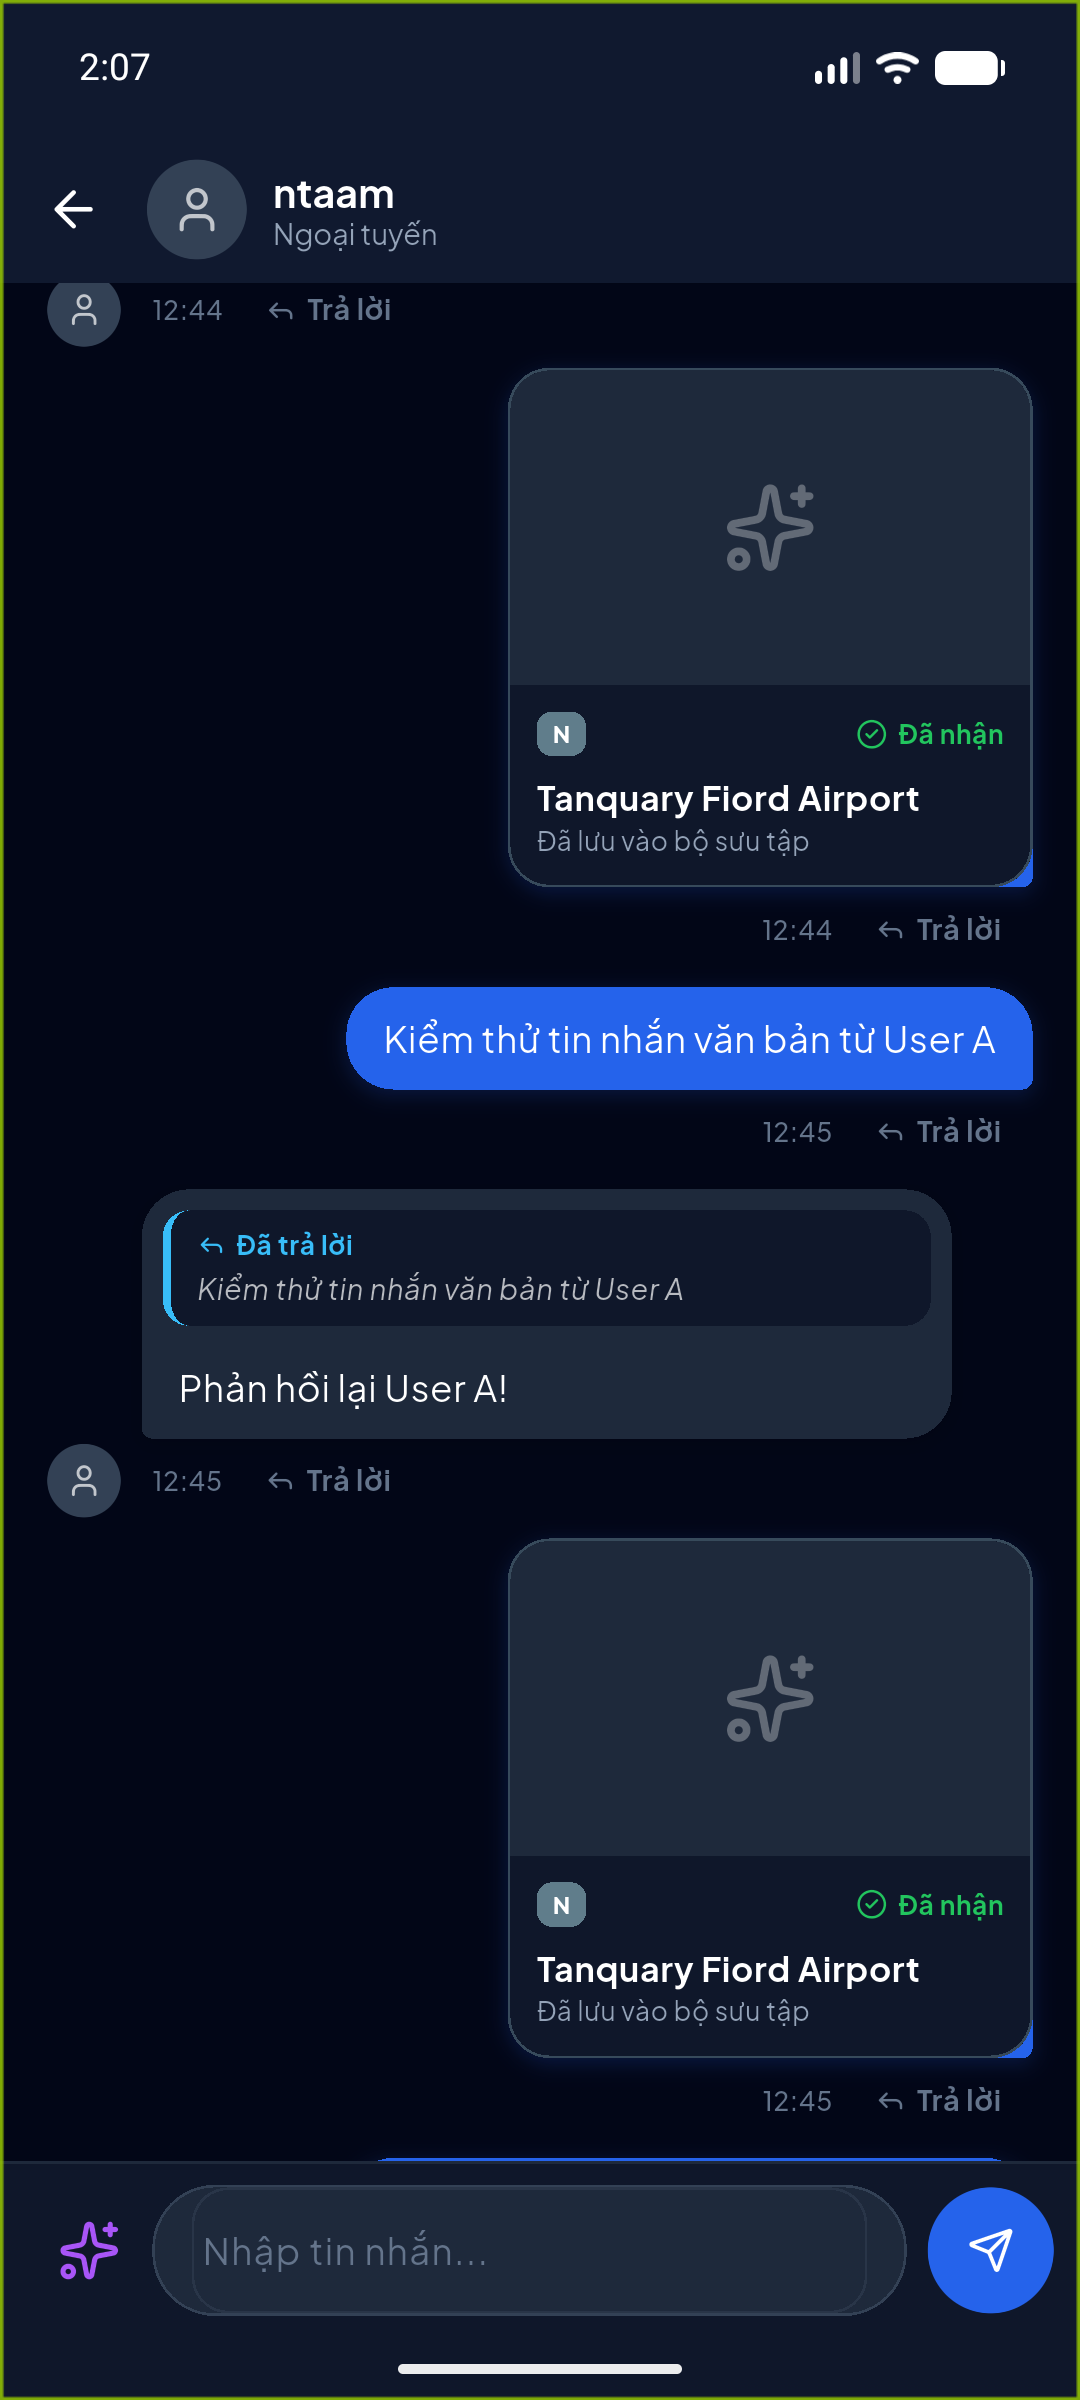 2:07
ntaam
Ngoại tuyến
12:44 Trả lời
N Đã nhận
Tanquary Fiord Airport
Đã lưu vào bộ sưu tập
12:44 Trả lời
Kiểm thử tin nhắn văn bản từ User A
12:45 Trả lời
Đã trả lời
Kiểm thử tin nhắn văn bản từ User A
Phản hồi lại User A!
12:45 Trả lời
N Đã nhận
Tanquary Fiord Airport
Đã lưu vào bộ sưu tập
12:45 Trả lời
Nhập tin nhắn...